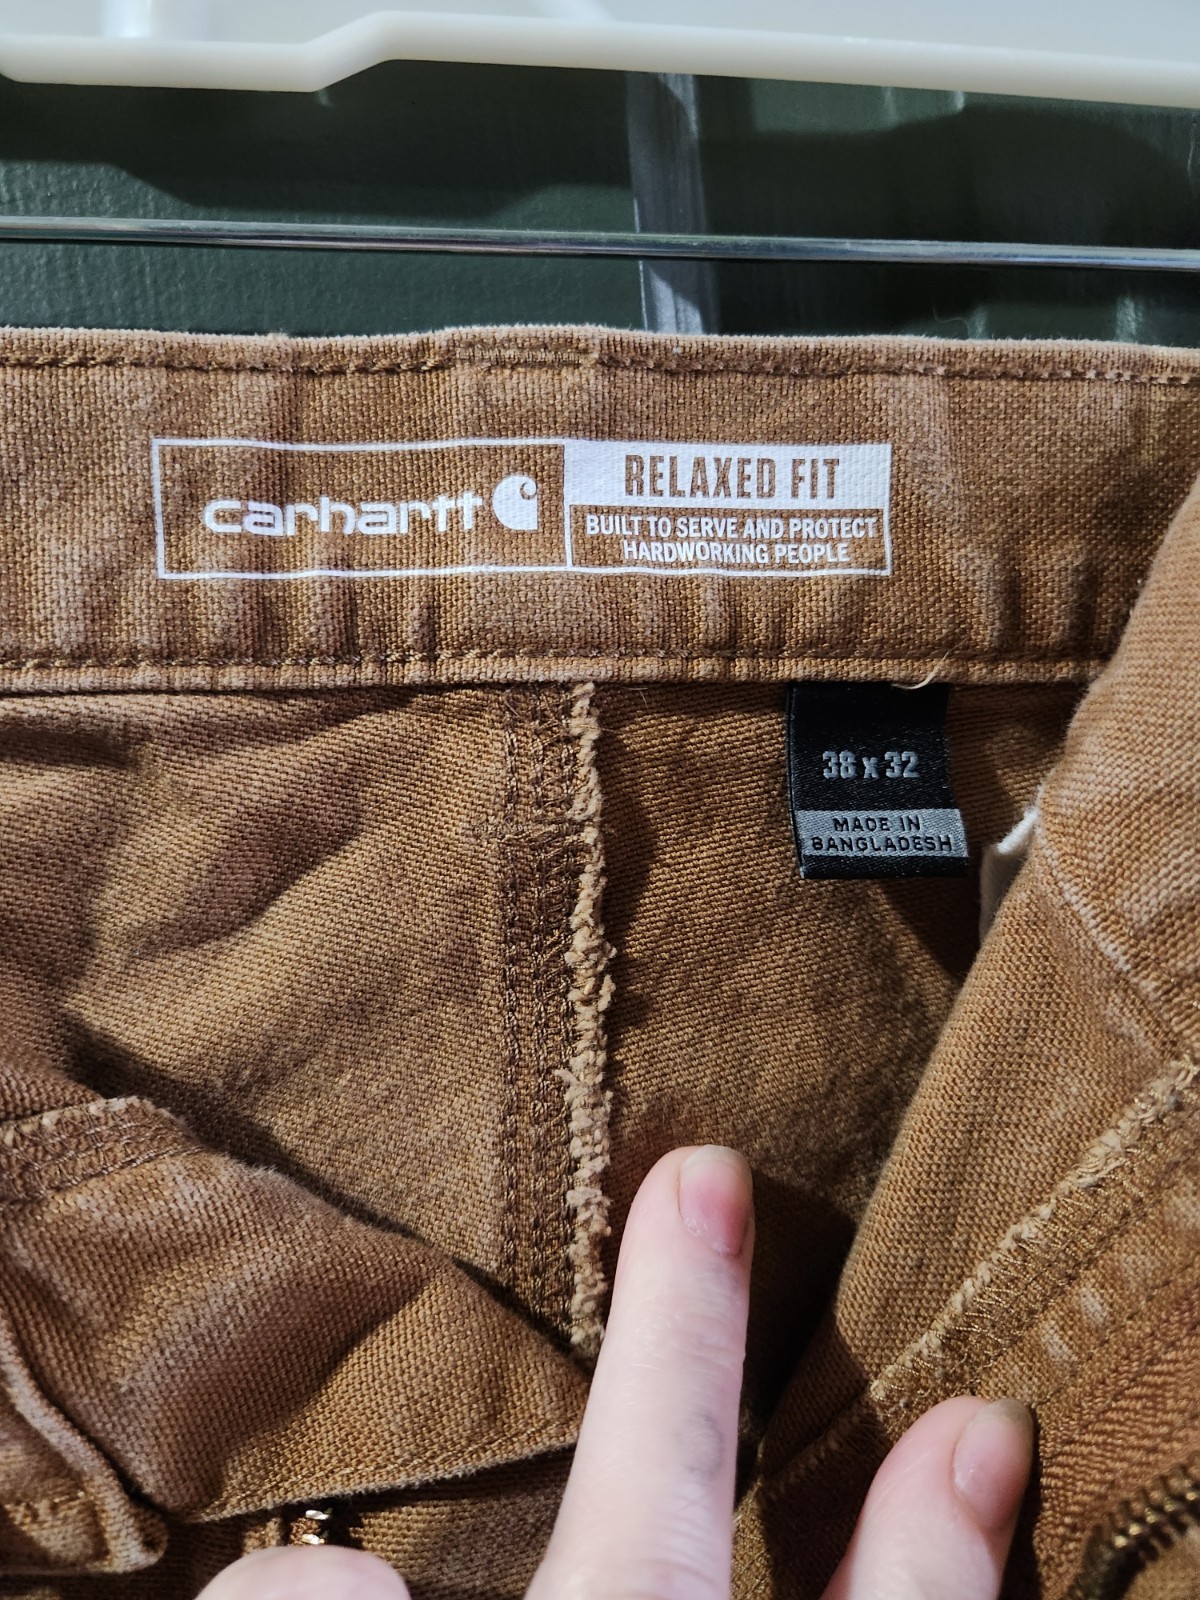 carhartt
RELAXED FIT
BUILT TO SERVE AND PROTECT
HARDWORKING PEOPLE
38 x 32
MADE IN
BANGLADESH